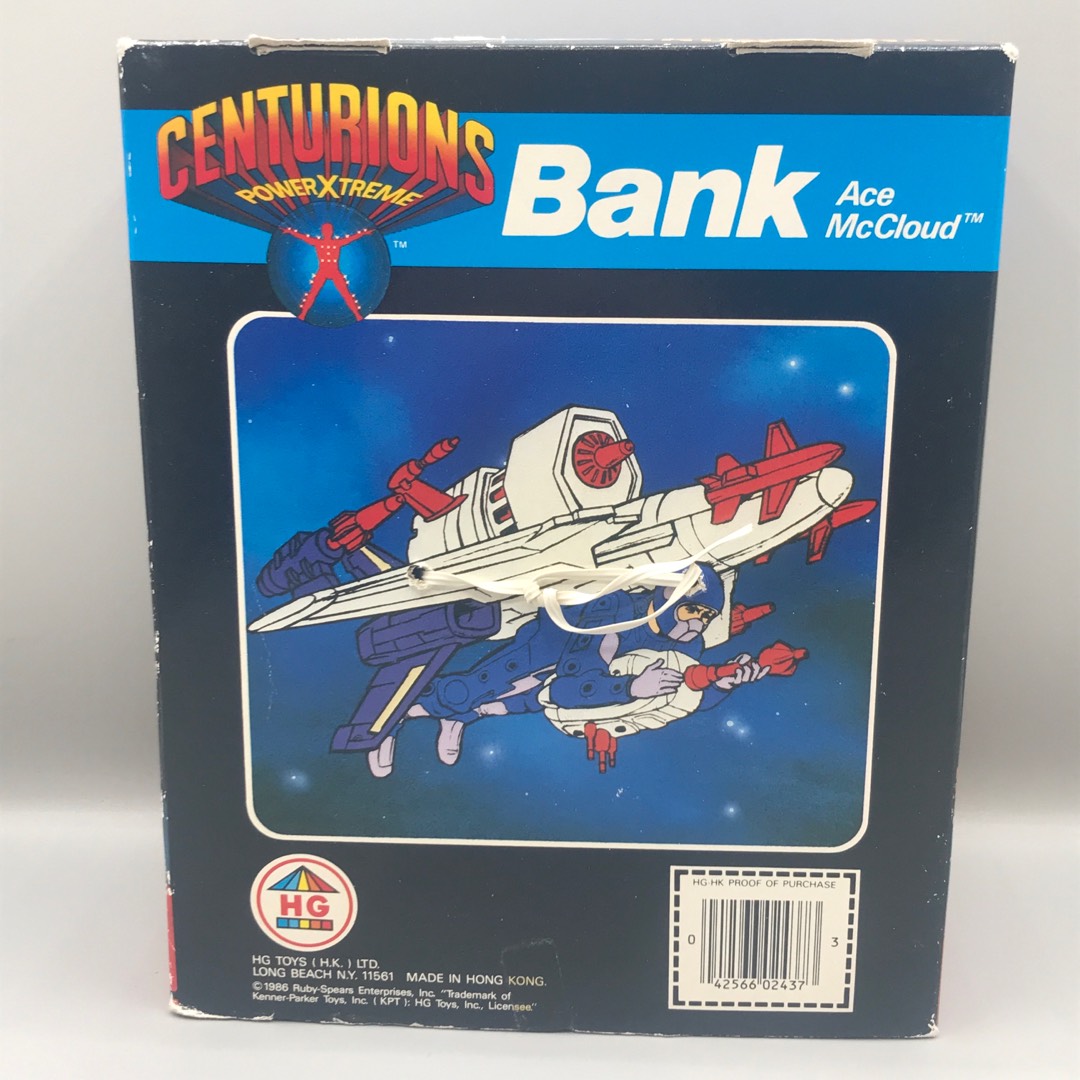 CENTURIONS
POWERXTREME
TM
Bank
Ace
McCloud™
HG
HG TOYS ( H.K. ) LTD.
LONG BEACH N.Y. 11561 MADE IN HONG KONG.
©1986 Ruby-Spears Enterprises, Inc. "Trademark of
Kenner-Parker Toys, Inc. ( KPT ): HG Toys, Inc., Licensee."
HG-HK PROOF OF PURCHASE
0 42566 02437 3